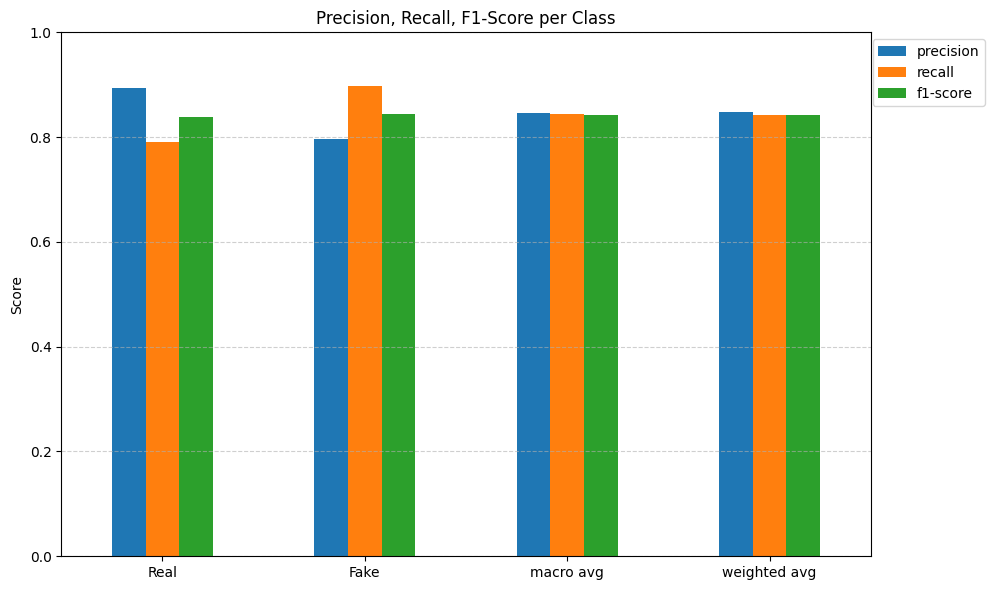 Precision, Recall, F1-Score per Class
1.0
0.8
0.6
0.4
0.2
0.0
Score
precision
recall
f1-score
Real
Fake
macro avg
weighted avg